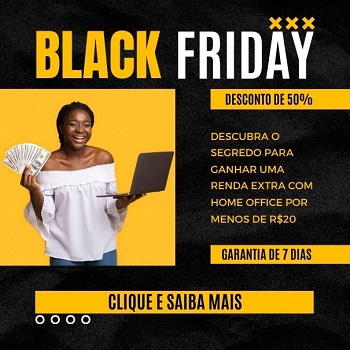 BLACK FRIDAY
DESCONTO DE 50%
DESCUBRA O
SEGREDO PARA
GANHAR UMA
RENDA EXTRA COM
HOME OFFICE POR
MENOS DE R$20
GARANTIA DE 7 DIAS
CLIQUE E SAIBA MAIS